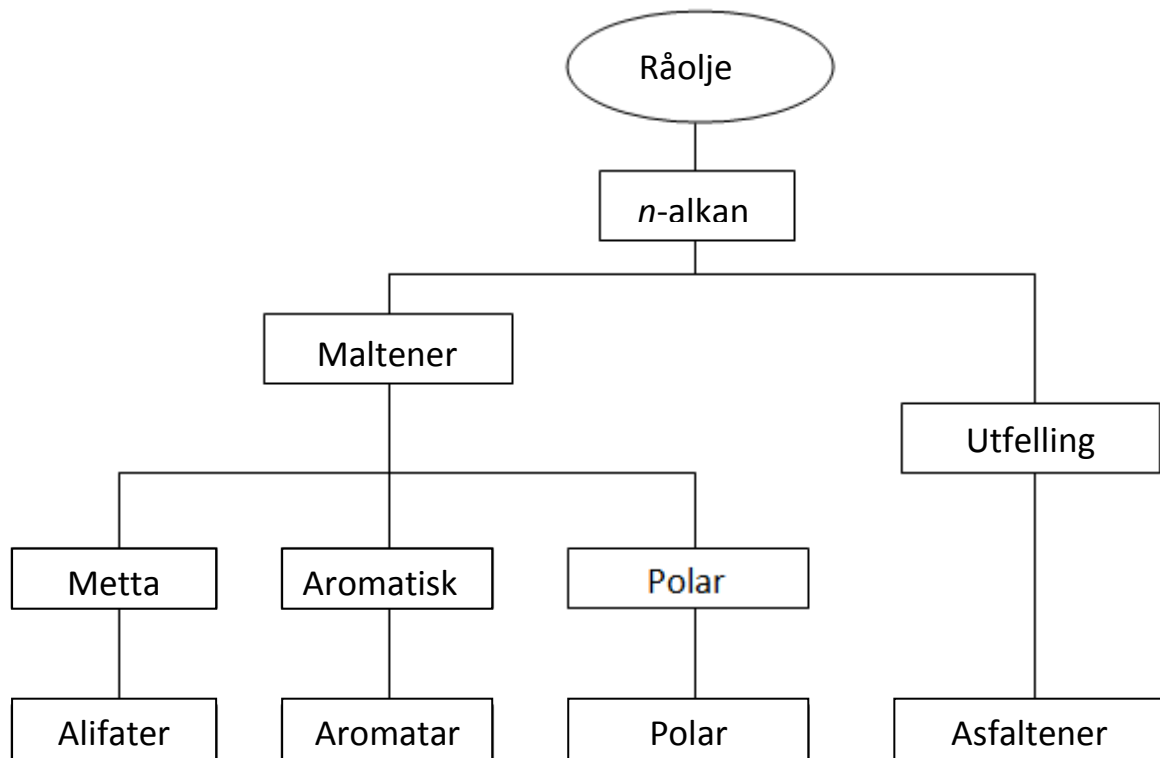 Råolje
n-alkan
Maltener
Utfelling
Metta
Aromatisk
Polar
Alifater
Aromatar
Polar
Asfaltener